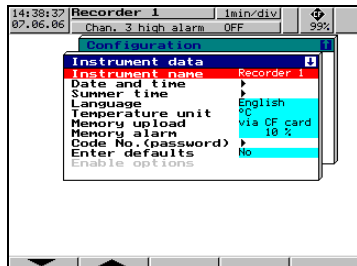 14:38:37 Recorder 1 1min/div
07.06.06 Chan. 3 high alarm OFF 99%
Configuration
Instrument data
Instrument name Recorder 1
Date and time
Summer time
Language English
Temperature unit °C
Memory upload via CF card
Memory alarm 10 %
Code No.(password)
Enter defaults No
Enable options